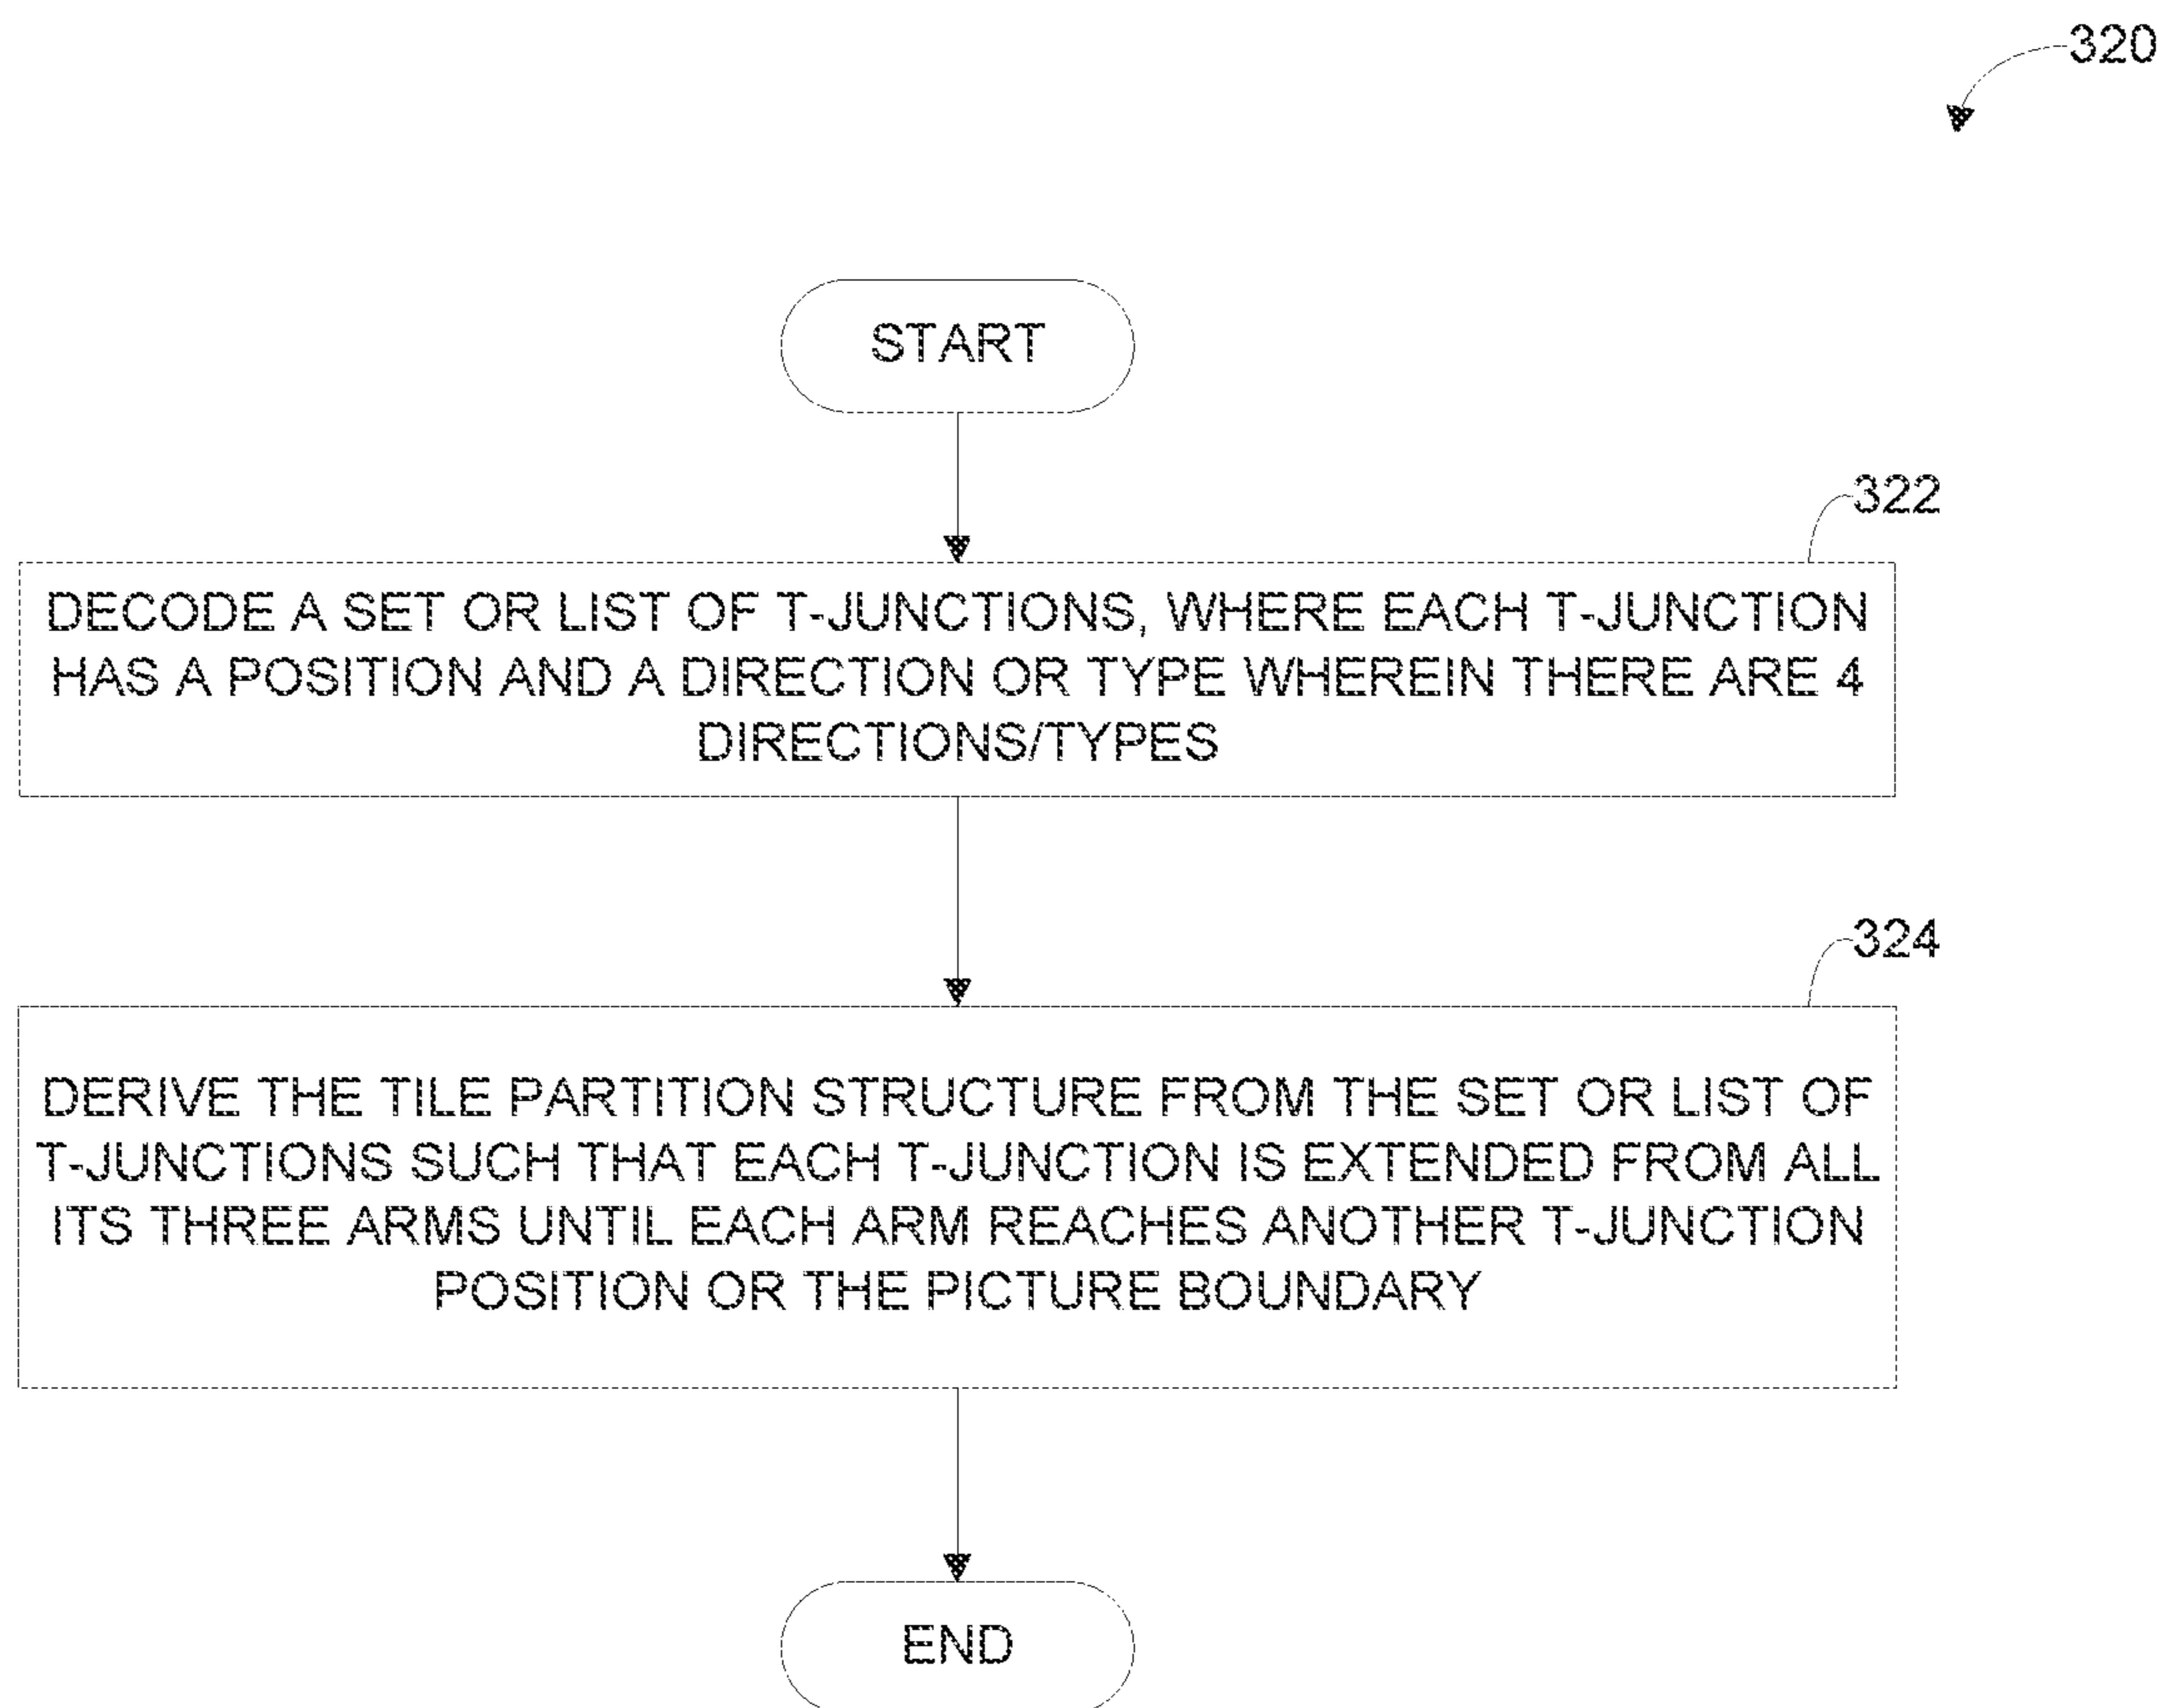 320
START
322
DECODE A SET OR LIST OF T-JUNCTIONS, WHERE EACH T-JUNCTION
HAS A POSITION AND A DIRECTION OR TYPE WHEREIN THERE ARE 4
DIRECTIONS/TYPES
324
DERIVE THE TILE PARTITION STRUCTURE FROM THE SET OR LIST OF
T-JUNCTIONS SUCH THAT EACH T-JUNCTION IS EXTENDED FROM ALL
ITS THREE ARMS UNTIL EACH ARM REACHES ANOTHER T-JUNCTION
POSITION OR THE PICTURE BOUNDARY
END